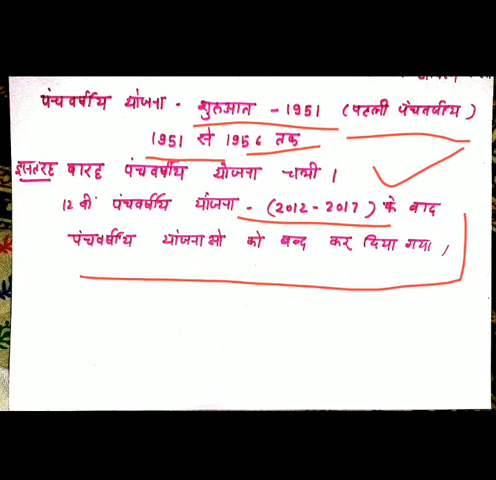 पंचवर्षीय योजना - शुरुआत - 1951 (पहली पंचवर्षीय)
1951 से 1956 तक
इसतरह बारह पंचवर्षीय योजना चली।
12 वीं पंचवर्षीय योजना - (2012 - 2017) के बाद
पंचवर्षीय योजनाओ को बन्द कर दिया गया,